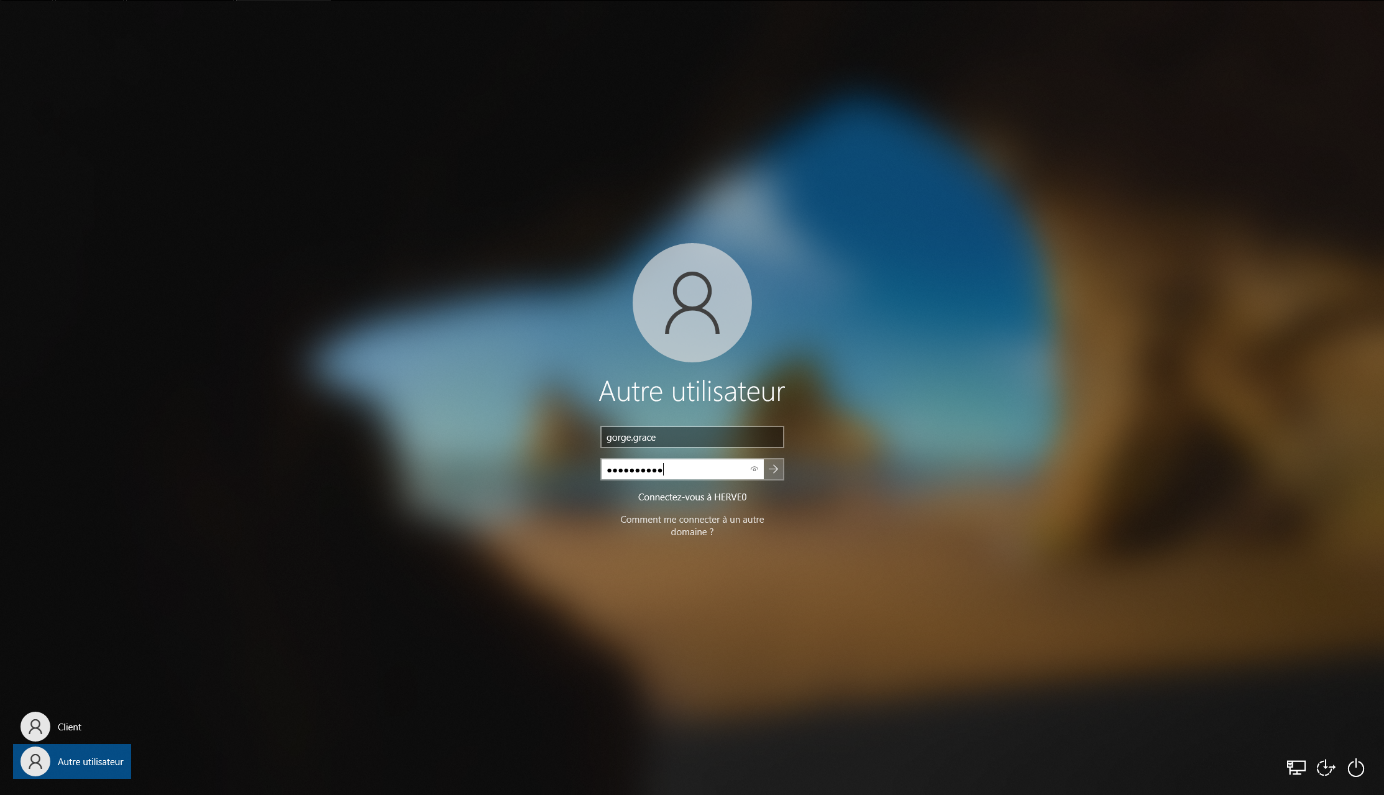 Autre utilisateur
gorge.grace
Connectez-vous à HERVE0
Comment me connecter à un autre
domaine ?
Client
Autre utilisateur